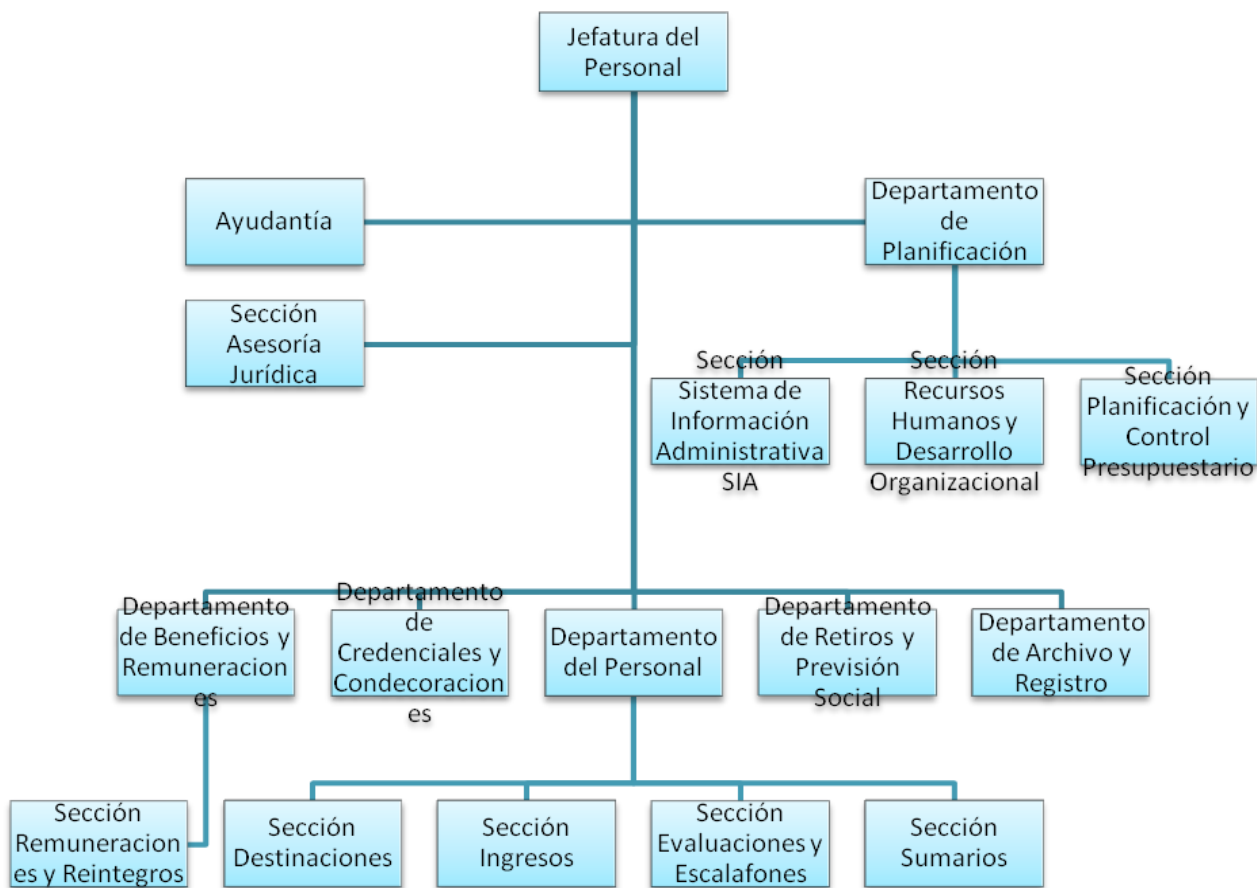 Jefatura del
Personal
Ayudantía
Departamento
de
Planificación
Sección
Asesoría
Jurídica
Sección
Sistema de
Información
Administrativa
SIA
Sección
Recursos
Humanos y
Desarrollo
Organizacional
Sección
Planificación y
Control
Presupuestario
Departamento
de Beneficios y
Remuneracion
es
Departamento
de
Credenciales y
Condecoracion
es
Departamento
del Personal
Departamento
de Retiros y
Previsión
Social
Departamento
de Archivo y
Registro
Sección
Remuneracion
es y Reintegros
Sección
Destinaciones
Sección
Ingresos
Sección
Evaluaciones y
Escalafones
Sección
Sumarios